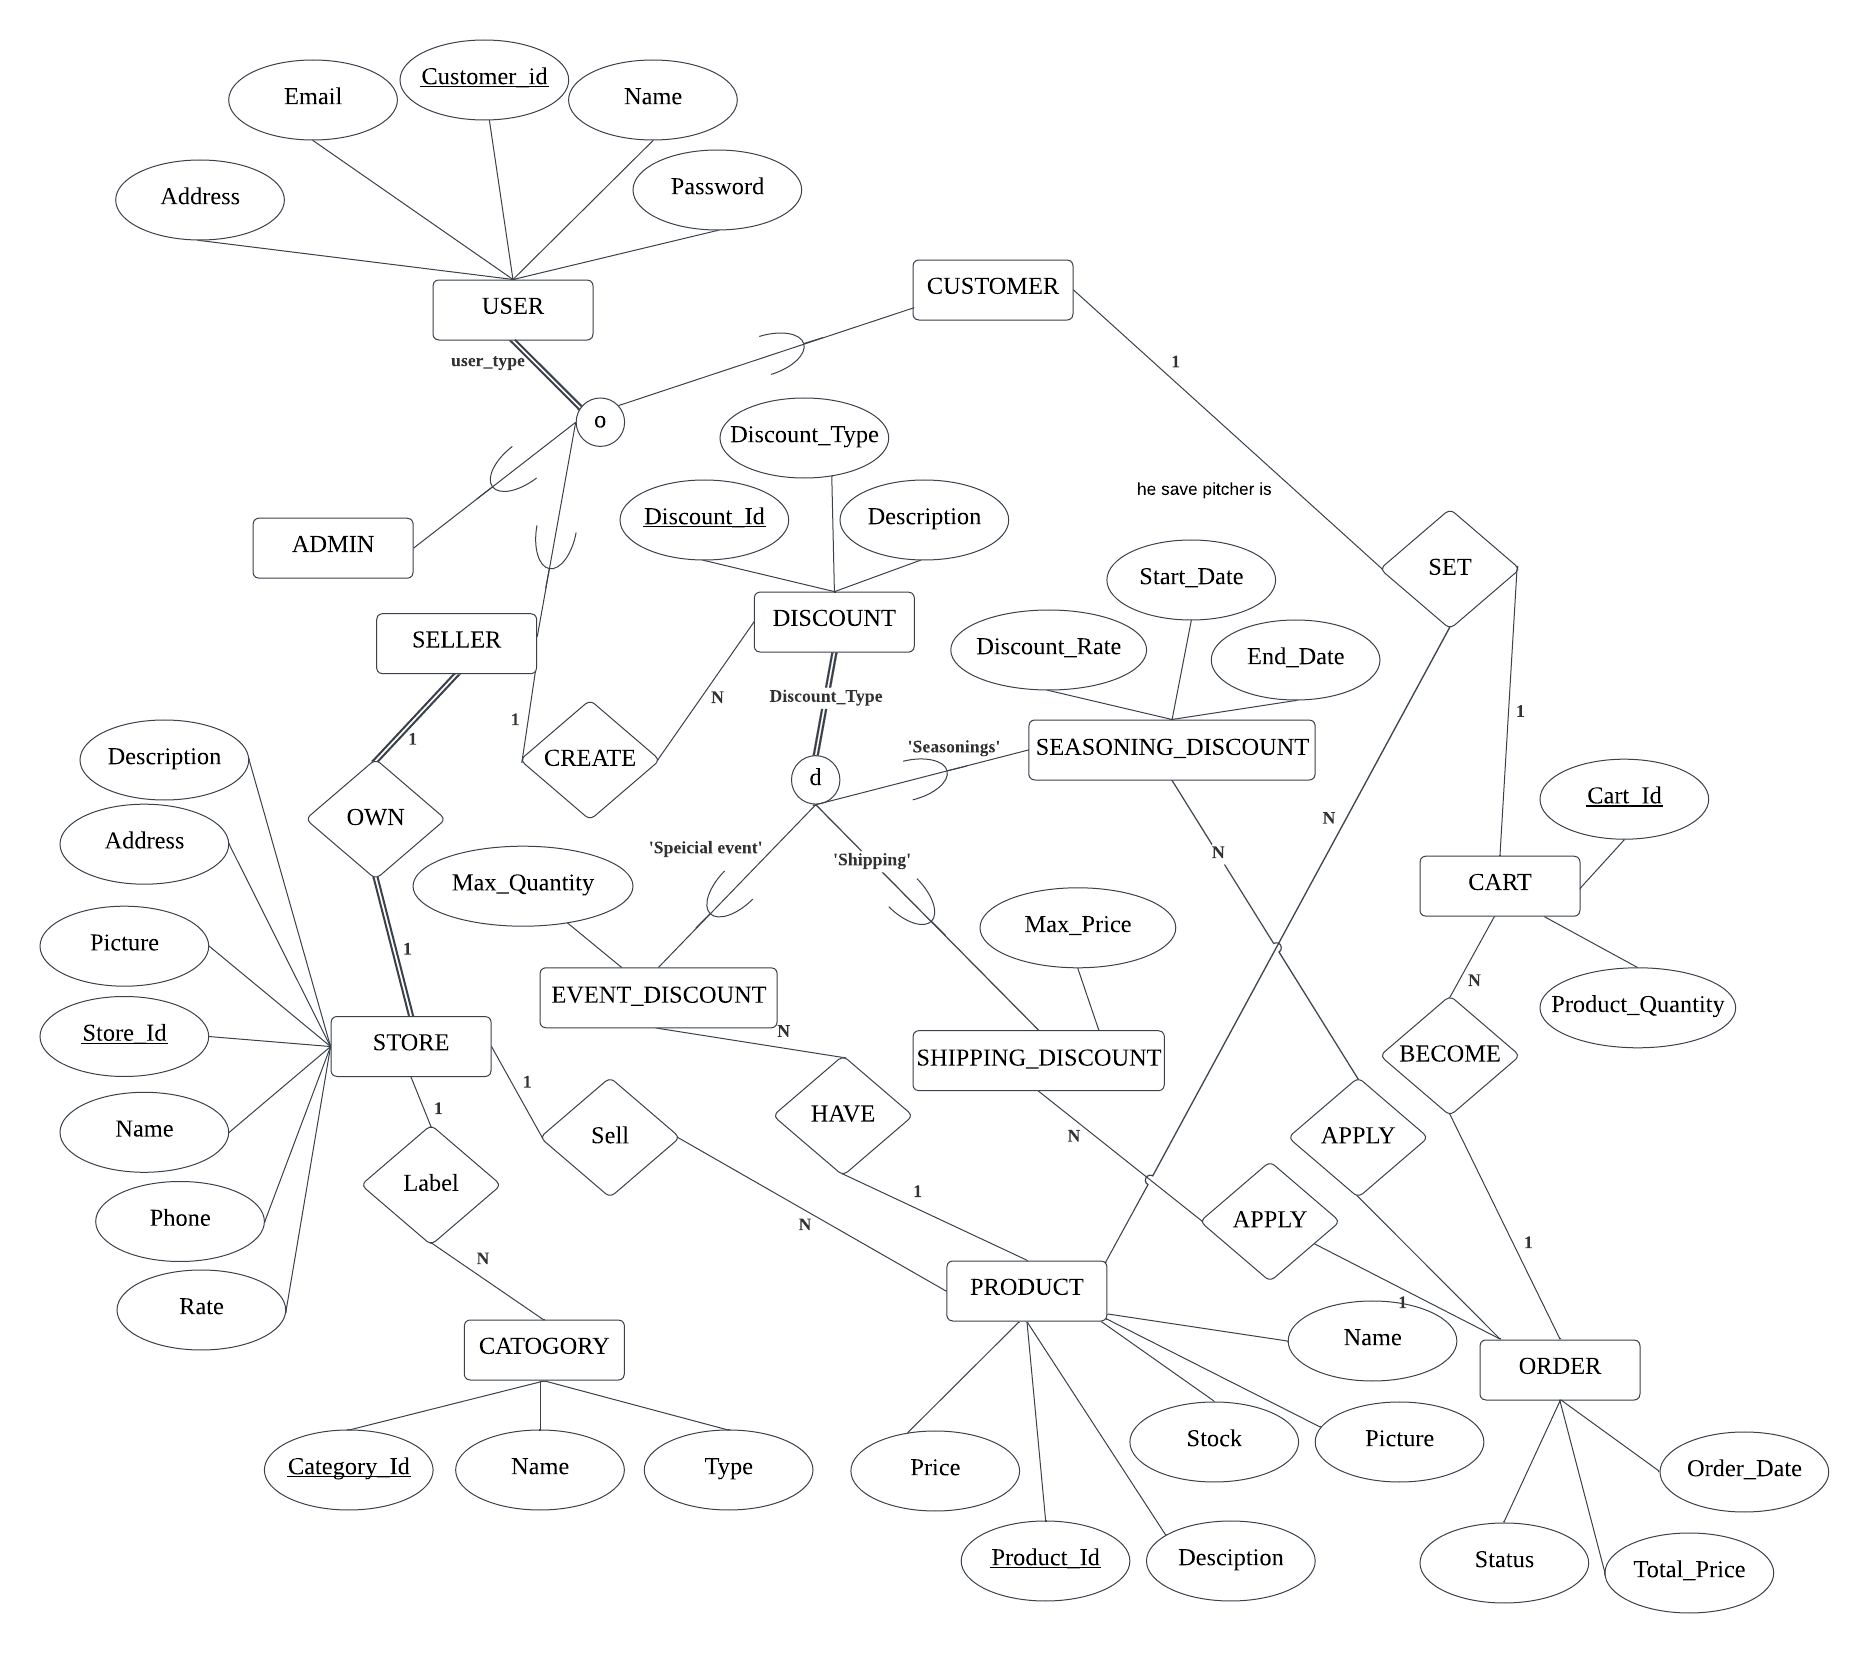 Customer_id
Email
Name
Password
Address
CUSTOMER
USER
user_type
1
o
Discount_Type
he save pitcher is
Discount_Id
Description
ADMIN
SET
Start_Date
DISCOUNT
SELLER
Discount_Rate
End_Date
Discount_Type
N
1
1
1
'Seasonings'
SEASONING_DISCOUNT
Description
CREATE
d
Cart_Id
OWN
N
Address
'Speicial event'
'Shipping'
N
Max_Quantity
CART
Max_Price
Picture
1
N
EVENT_DISCOUNT
Product_Quantity
Store_Id
N
STORE
BECOME
SHIPPING_DISCOUNT
1
1
HAVE
Name
Sell
N
APPLY
Label
1
Phone
N
APPLY
N
1
PRODUCT
Rate
1
Name
CATOGORY
ORDER
Category_Id
Name
Type
Price
Stock
Picture
Order_Date
Product_Id
Desciption
Status
Total_Price